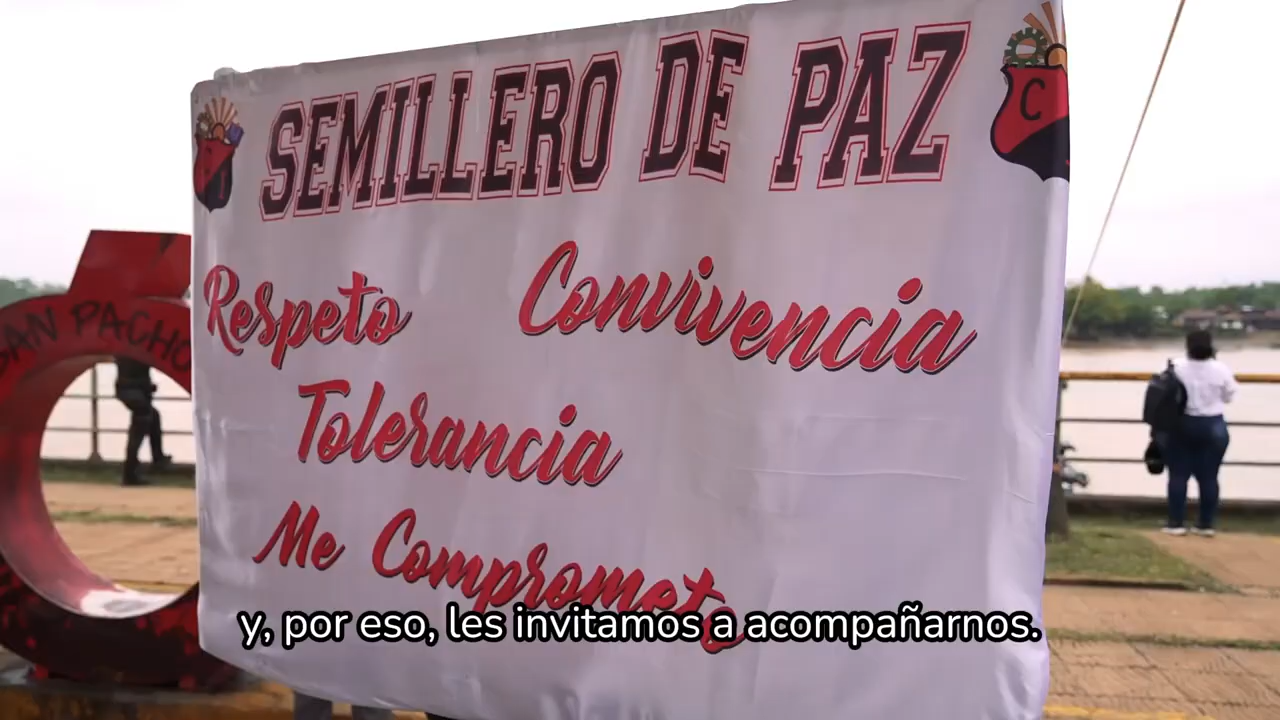 SEMILLERO DE PAZ
C
SAN PACHO
Respeto Convivencia
Tolerancia
Me Comprometo
y, por eso, les invitamos a acompañarnos.